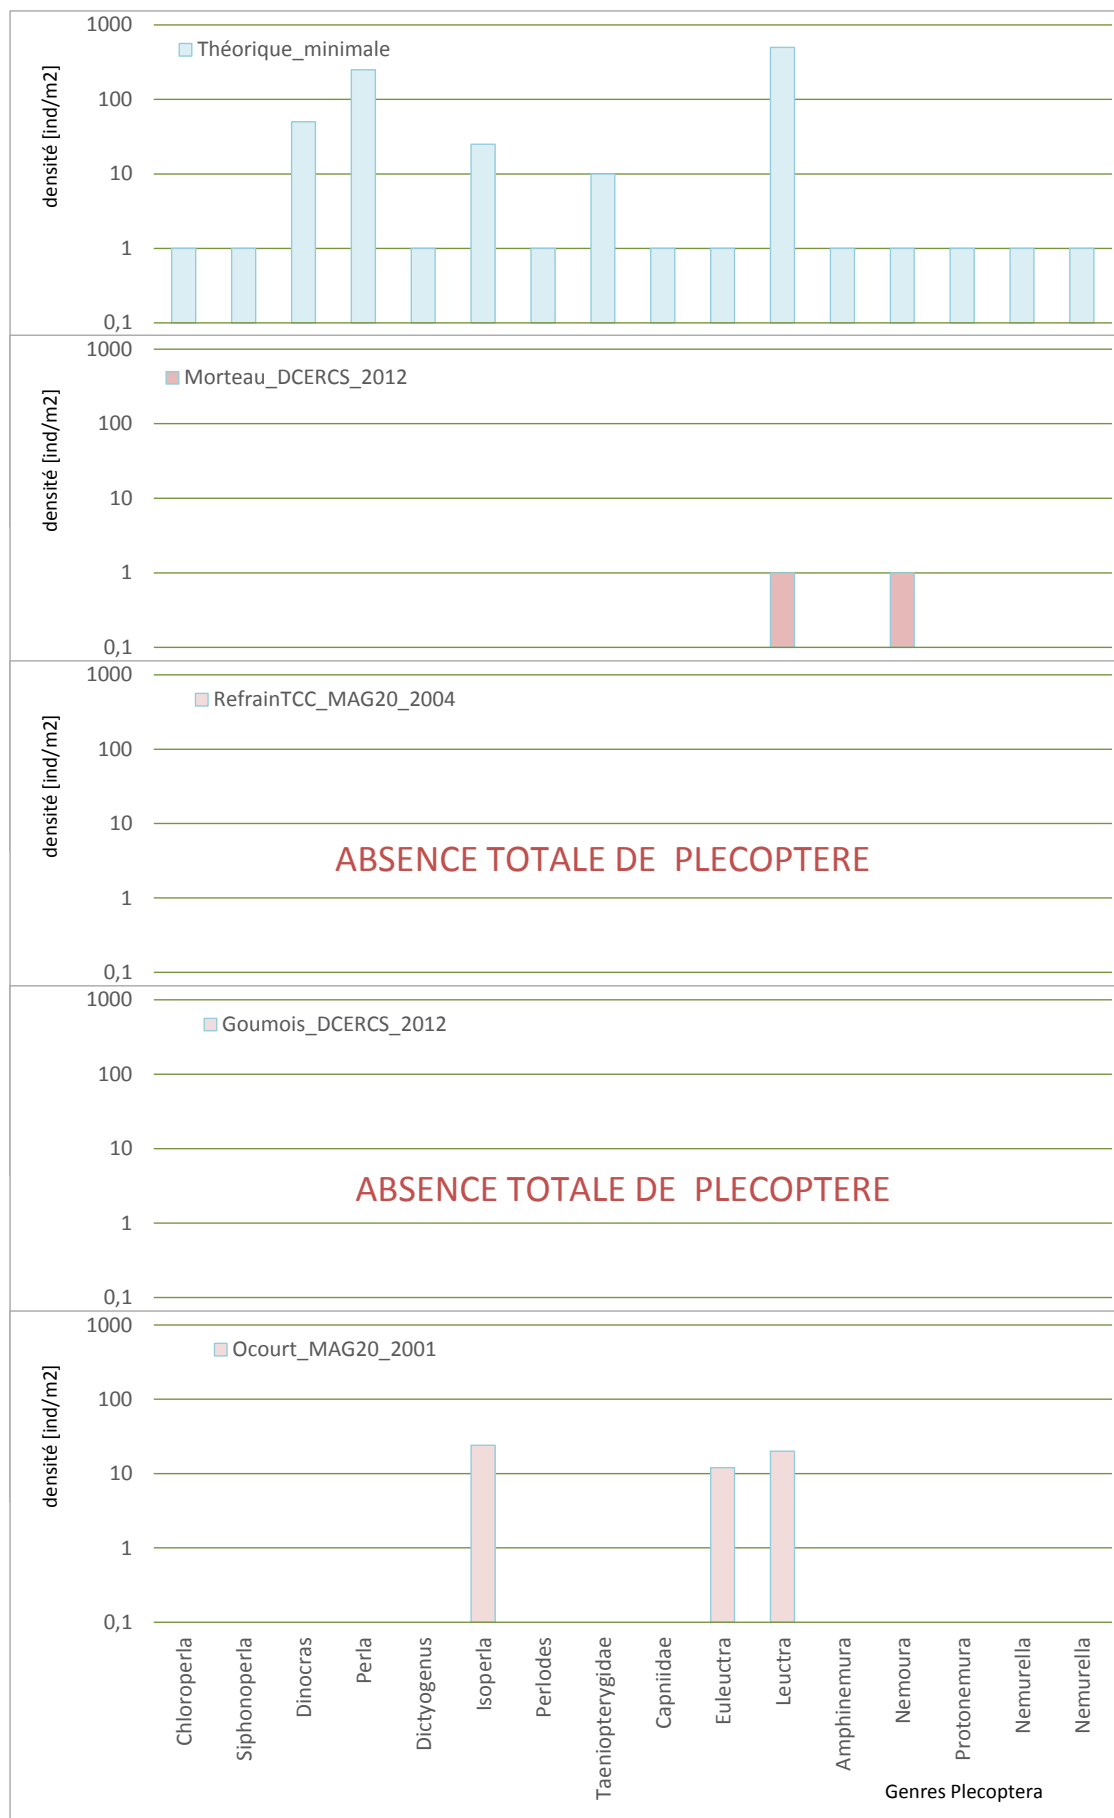 1000
Théorique_minimale
100
10
1
0,1
densité [ind/m2]
1000
Morteau_DCERCS_2012
100
10
1
0,1
densité [ind/m2]
1000
RefrainTCC_MAG20_2004
100
10
ABSENCE TOTALE DE PLECOPTERE
1
0,1
densité [ind/m2]
1000
Goumois_DCERCS_2012
100
10
ABSENCE TOTALE DE PLECOPTERE
1
0,1
1000
Ocourt_MAG20_2001
100
10
1
0,1
densité [ind/m2]
Chloroperla
Siphonoperla
Dinocras
Perla
Dictyogenus
Isoperla
Perlodes
Taeniopterygidae
Capniidae
Euleuctra
Leuctra
Amphinemura
Nemoura
Protonemura
Nemurella
Nemurella
Genres Plecoptera